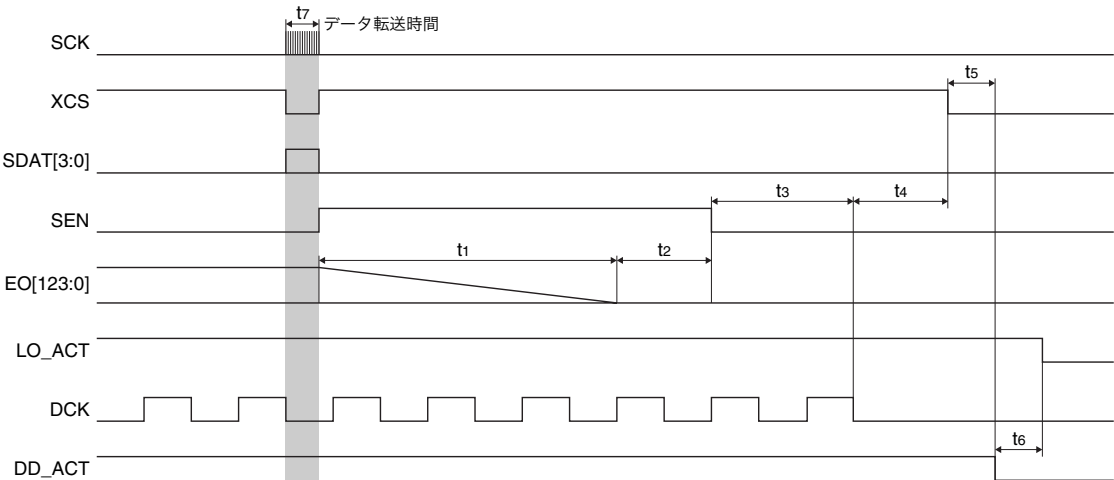 t7 データ転送時間
SCK
t5
XCS
SDAT[3:0]
t3 t4
SEN
t1 t2
EO[123:0]
LO_ACT
DCK
t6
DD_ACT